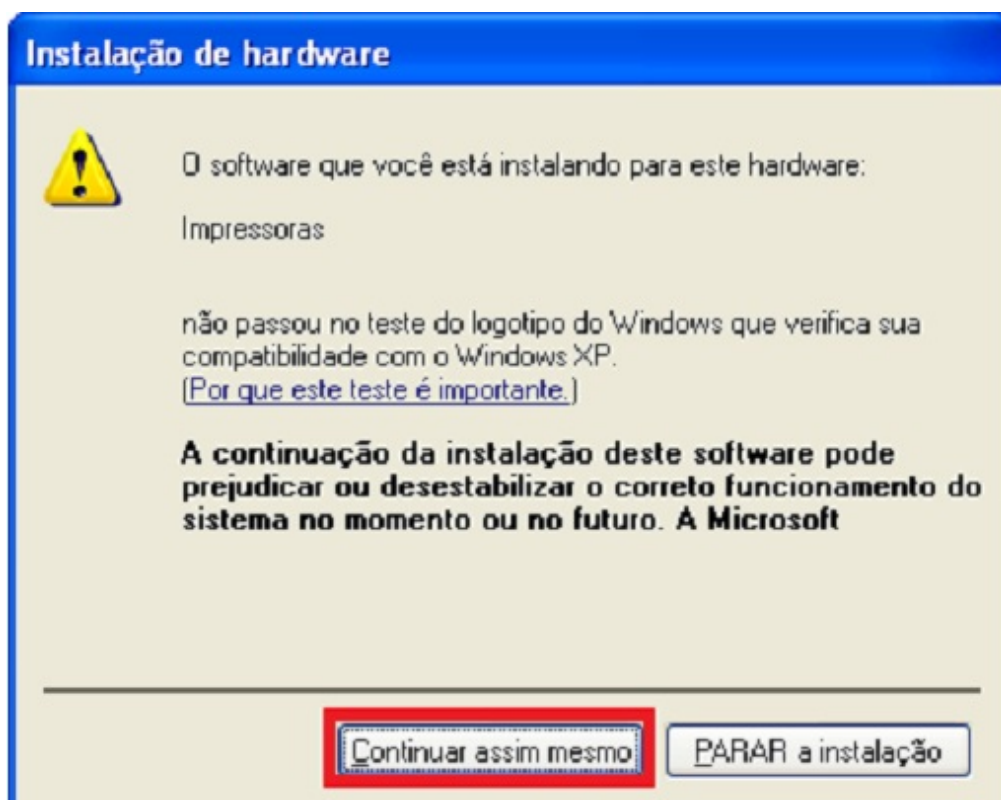 Instalação de hardware
O software que você está instalando para este hardware:
Impressoras
não passou no teste do logotipo do Windows que verifica sua
compatibilidade com o Windows XP.
(Por que este teste é importante.)
A continuação da instalação deste software pode
prejudicar ou desestabilizar o correto funcionamento do
sistema no momento ou no futuro. A Microsoft
Continuar assim mesmo
PARAR a instalação